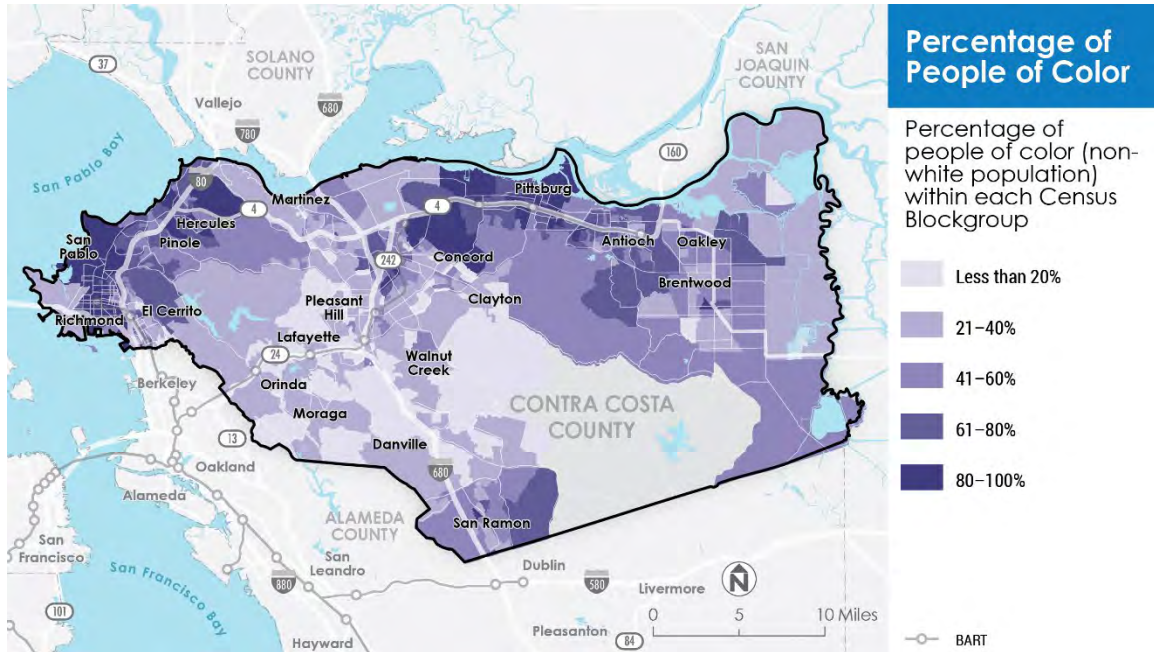 Percentage of
People of Color
Percentage of
people of color (non-
white population)
within each Census
Blockgroup
Less than 20%
21–40%
41–60%
61–80%
80–100%
BART
SOLANO
COUNTY
SAN
JOAQUIN
COUNTY
37
Vallejo
680
780
160
San Pablo Bay
80
Martinez
4
4
Pittsburg
Hercules
Pinole
San
Pablo
242
Concord
Antioch
Oakley
Brentwood
Richmond
El Cerrito
Pleasant
Hill
Clayton
Lafayette
24
Walnut
Creek
Orinda
Berkeley
Moraga
CONTRA COSTA
COUNTY
13
Danville
Oakland
680
Alameda
San Ramon
ALAMEDA
COUNTY
San
Francisco
San
Leandro
Dublin
880
580
San Francisco Bay
Livermore
N
0
5
10 Miles
101
Hayward
Pleasanton
84